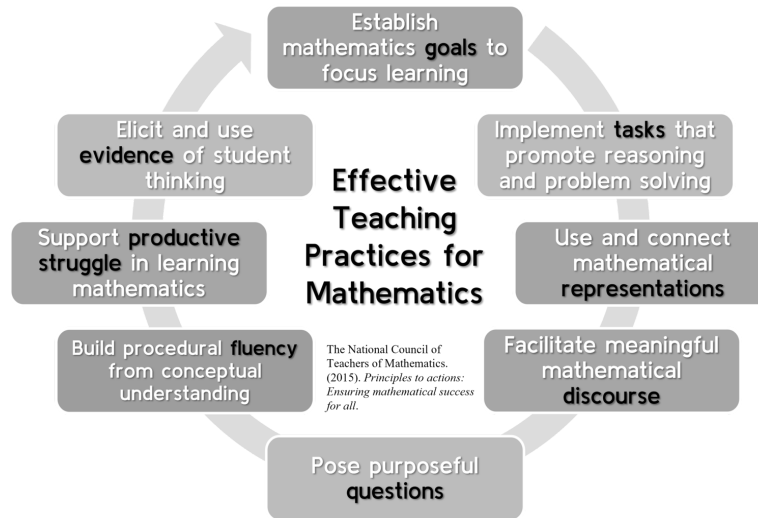 Establish
mathematics goals to
focus learning
Implement tasks that
promote reasoning
and problem solving
Use and connect
mathematical
representations
Facilitate meaningful
mathematical
discourse
Pose purposeful
questions
Build procedural fluency
from conceptual
understanding
Support productive
struggle in learning
mathematics
Elicit and use
evidence of student
thinking
Effective
Teaching
Practices for
Mathematics
The National Council of
Teachers of Mathematics.
(2015). Principles to actions:
Ensuring mathematical success
for all.